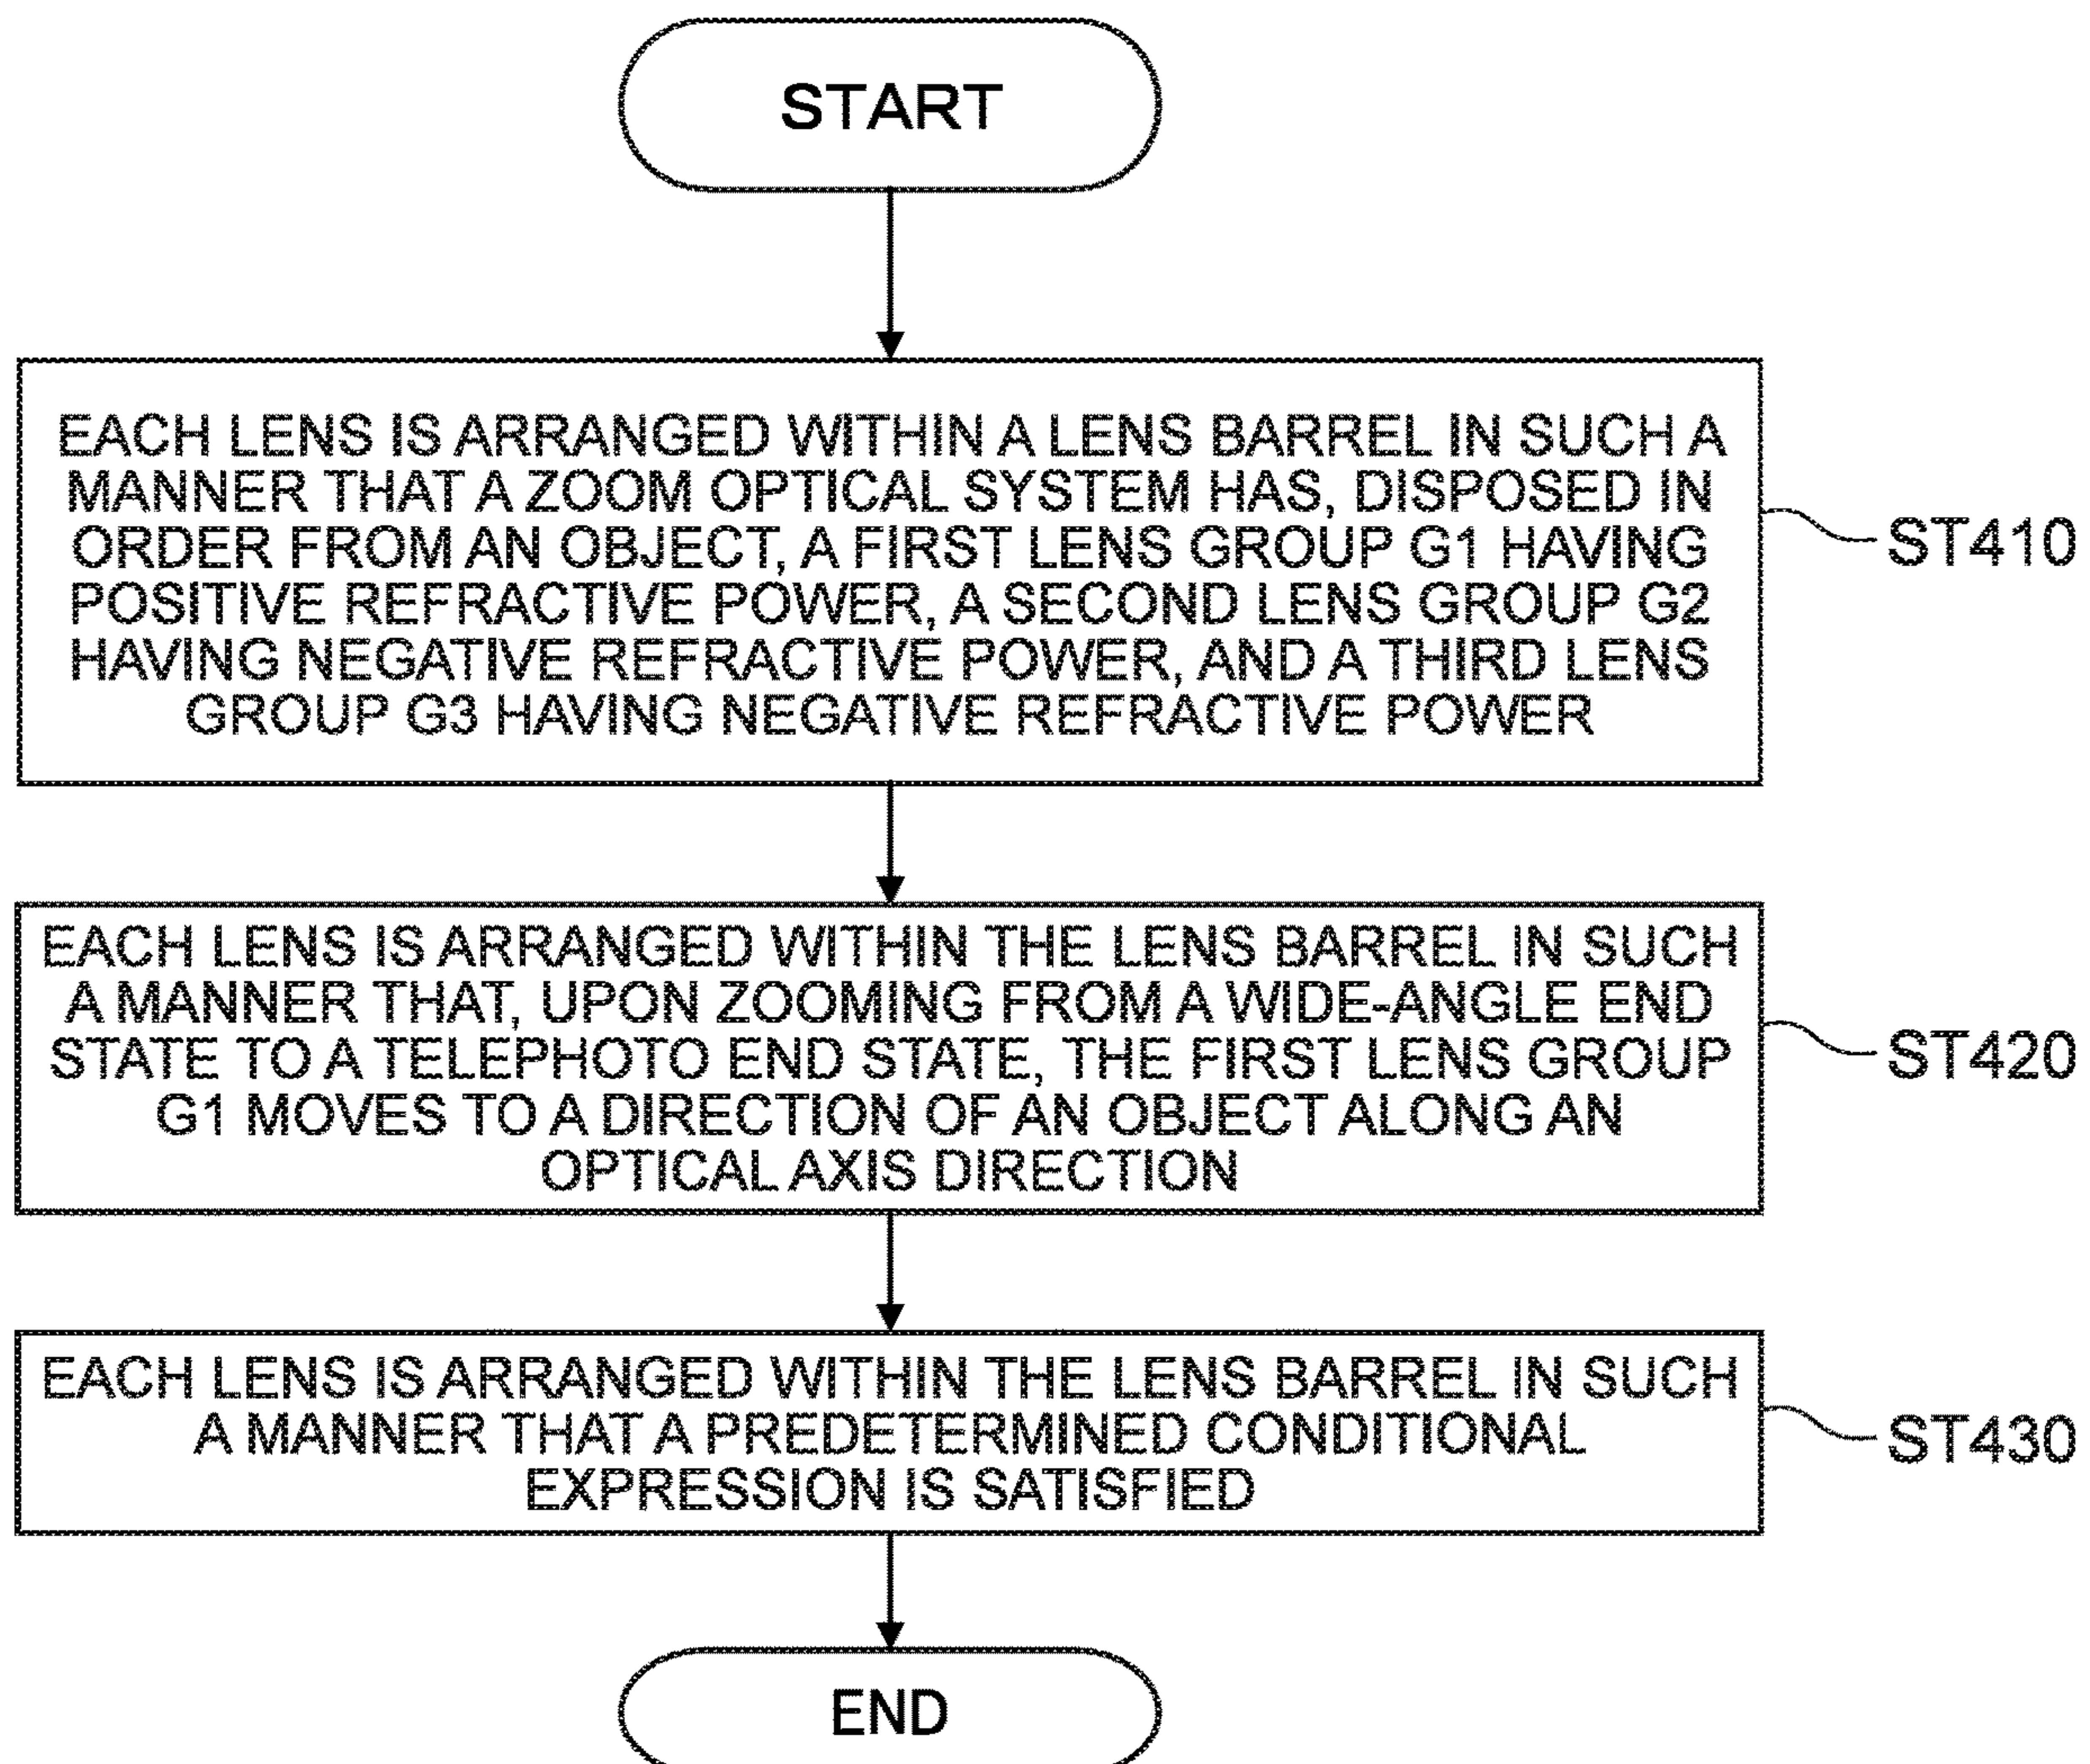 START
EACH LENS IS ARRANGED WITHIN A LENS BARREL IN SUCH A
MANNER THAT A ZOOM OPTICAL SYSTEM HAS, DISPOSED IN
ORDER FROM AN OBJECT, A FIRST LENS GROUP G1 HAVING
POSITIVE REFRACTIVE POWER, A SECOND LENS GROUP G2
HAVING NEGATIVE REFRACTIVE POWER, AND A THIRD LENS
GROUP G3 HAVING NEGATIVE REFRACTIVE POWER
ST410
EACH LENS IS ARRANGED WITHIN THE LENS BARREL IN SUCH
A MANNER THAT, UPON ZOOMING FROM A WIDE-ANGLE END
STATE TO A TELEPHOTO END STATE, THE FIRST LENS GROUP
G1 MOVES TO A DIRECTION OF AN OBJECT ALONG AN
OPTICAL AXIS DIRECTION
ST420
EACH LENS IS ARRANGED WITHIN THE LENS BARREL IN SUCH
A MANNER THAT A PREDETERMINED CONDITIONAL
EXPRESSION IS SATISFIED
ST430
END